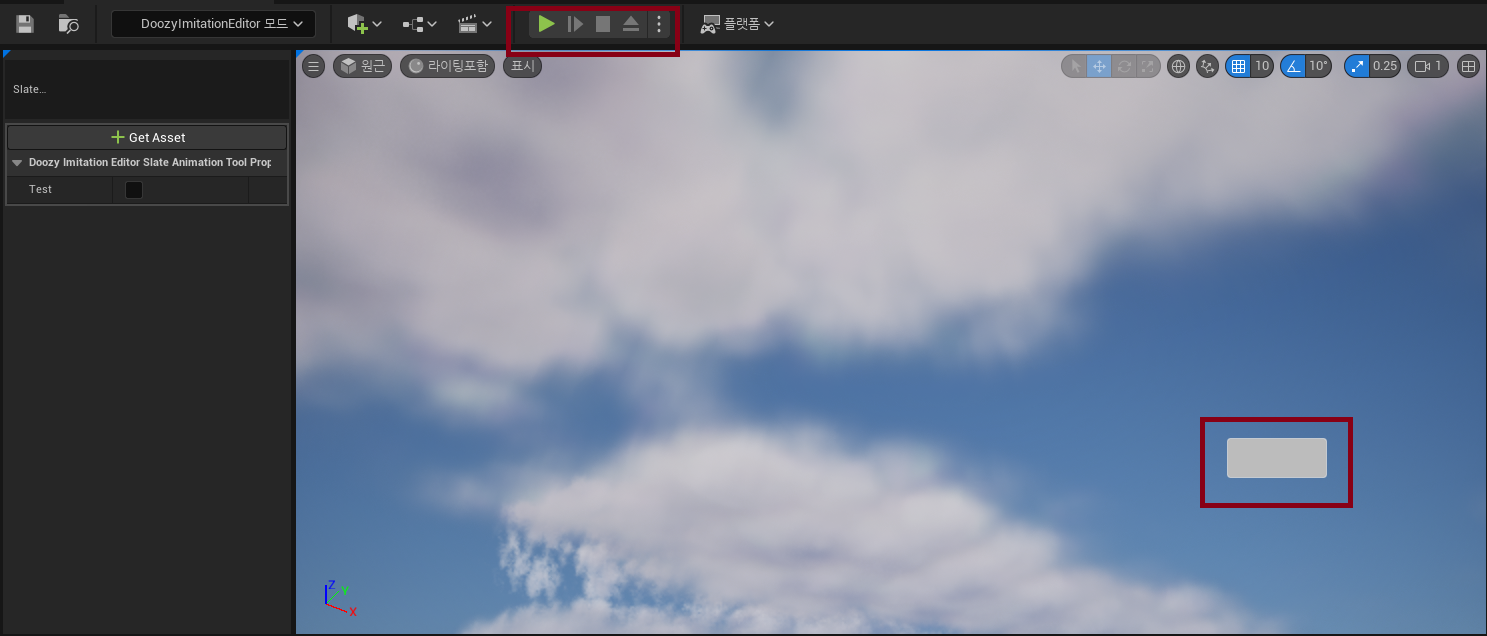 DoozyImitationEditor 모드
플랫폼
원근
라이팅포함
표시
10
10°
0.25
1
Slate...
Get Asset
Doozy Imitation Editor Slate Animation Tool Prop
Test
Z
Y
X